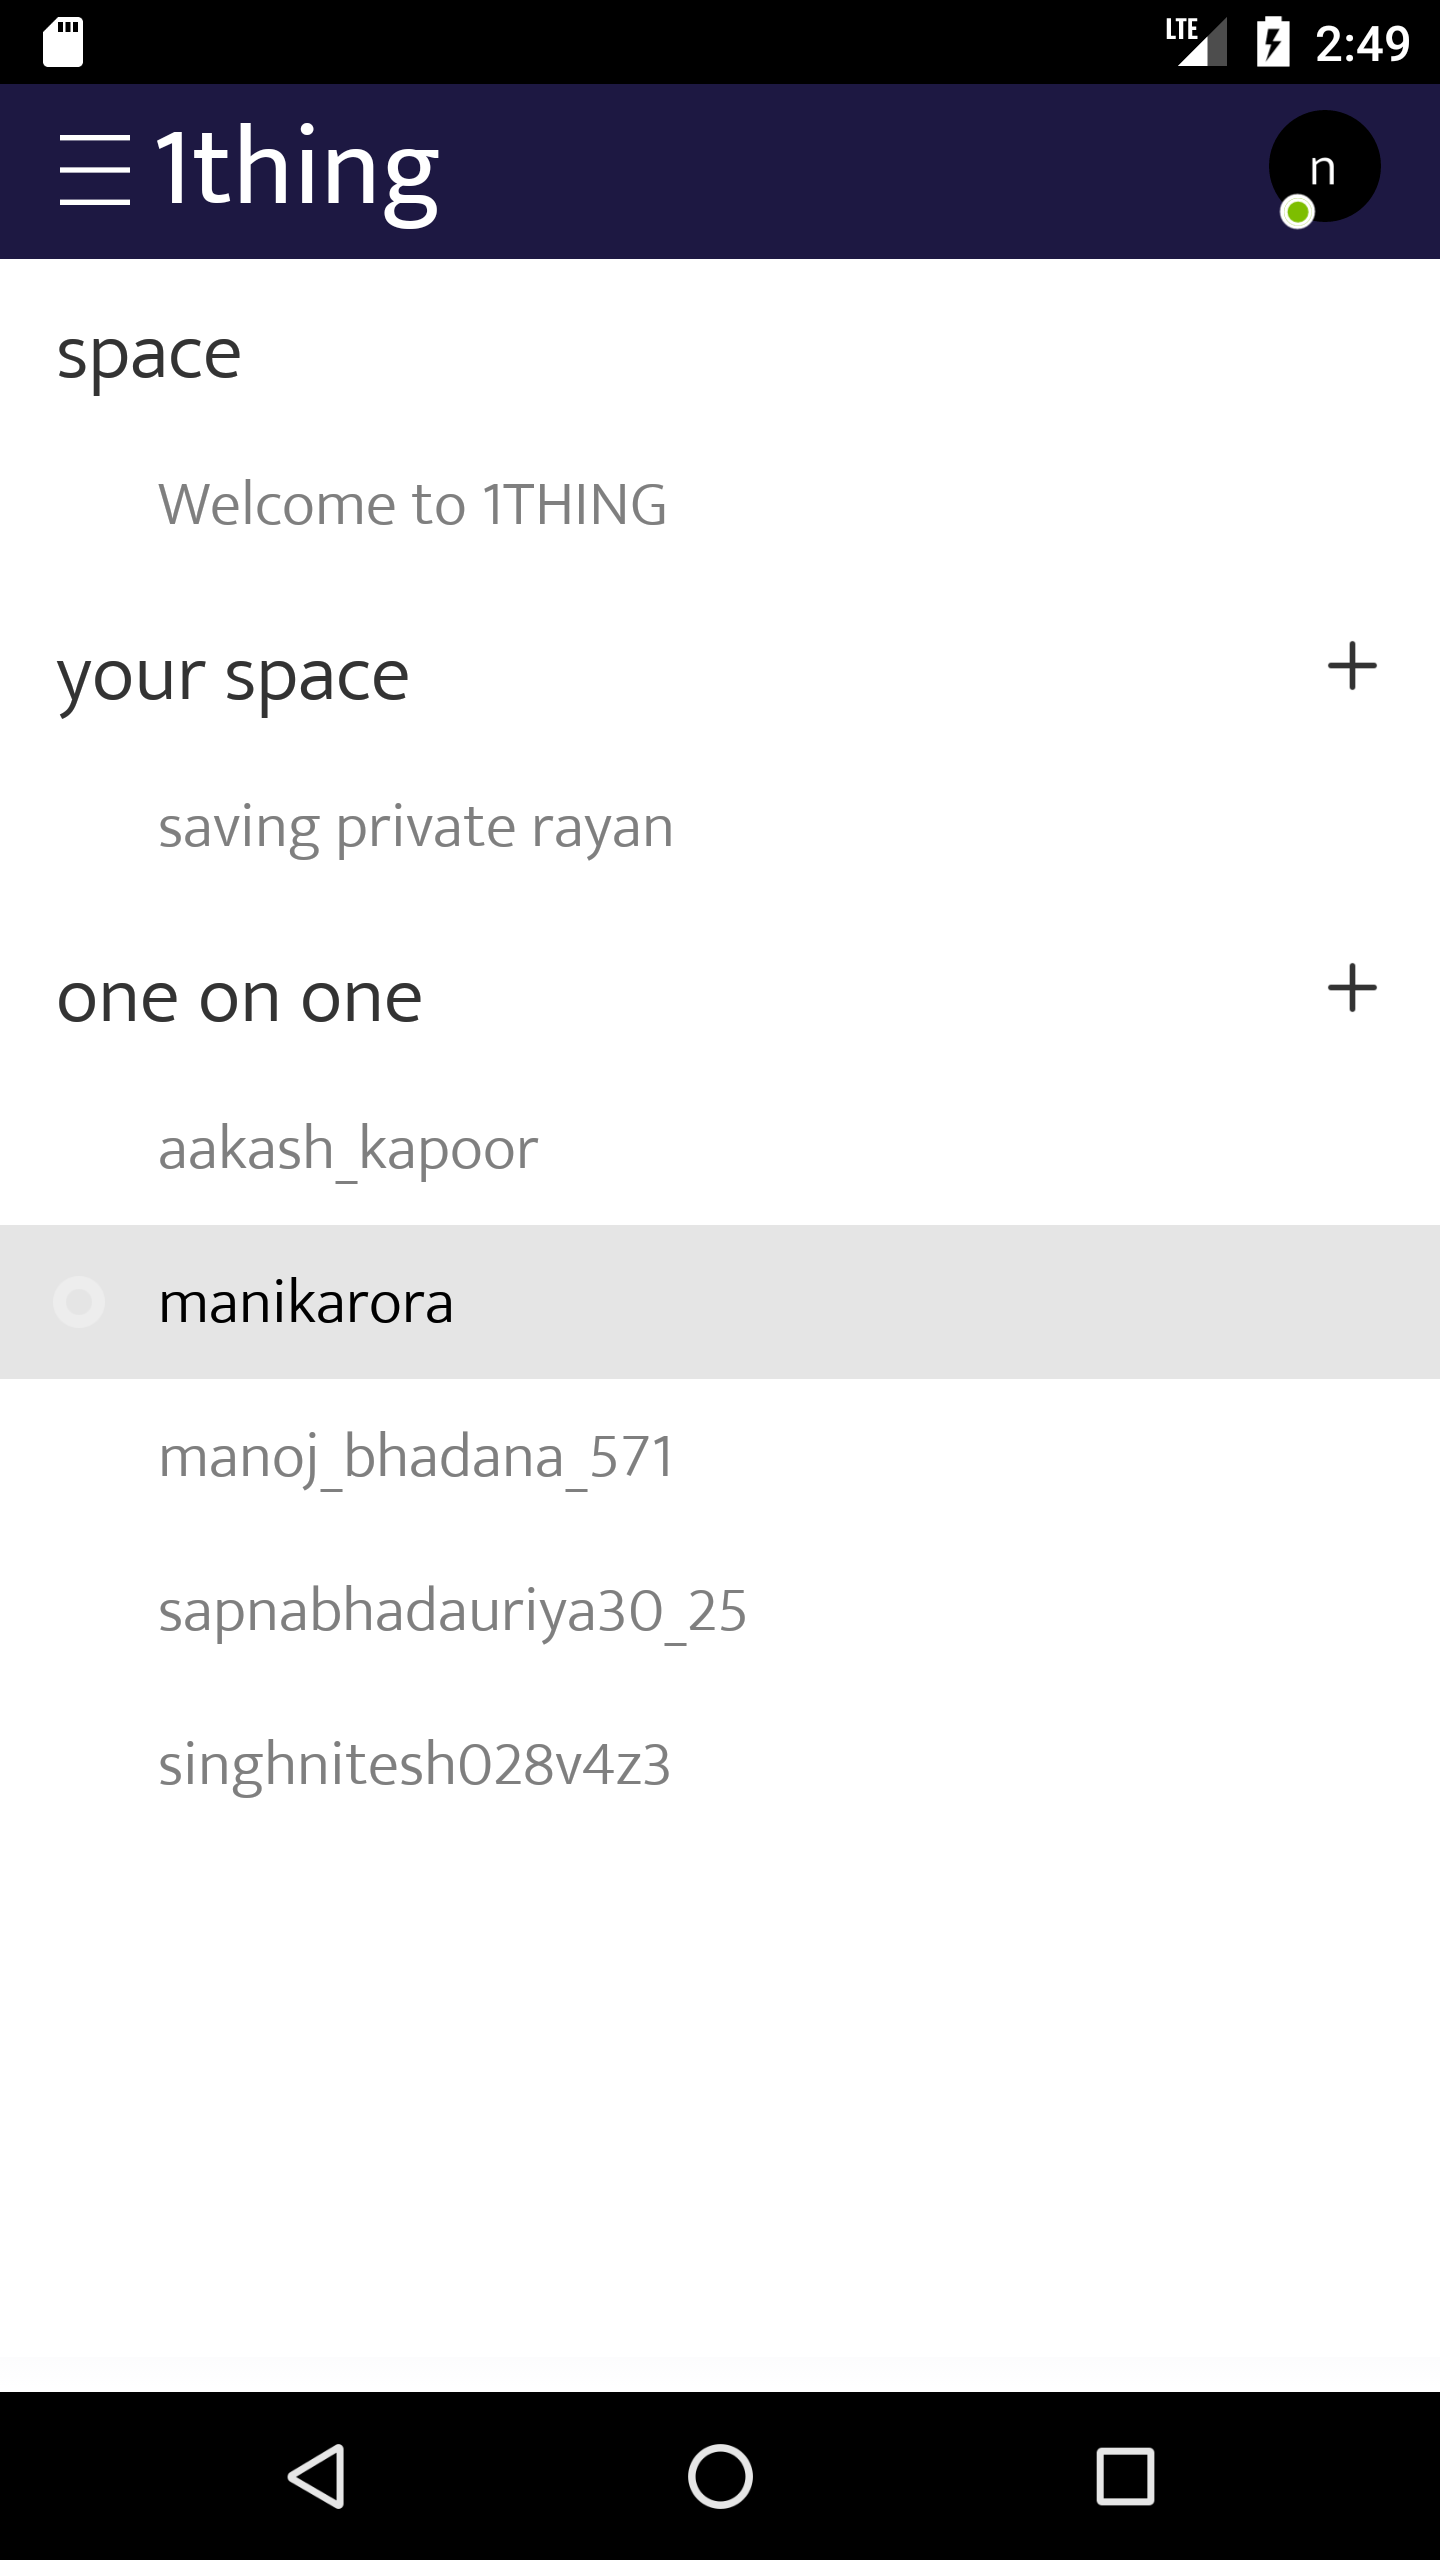 LTE 2:49
1thing
n
space
Welcome to 1THING
your space
saving private rayan
one on one
aakash_kapoor
manikarora
manoj_bhadana_571
sapnabhadauriya30_25
singhnitesh028v4z3